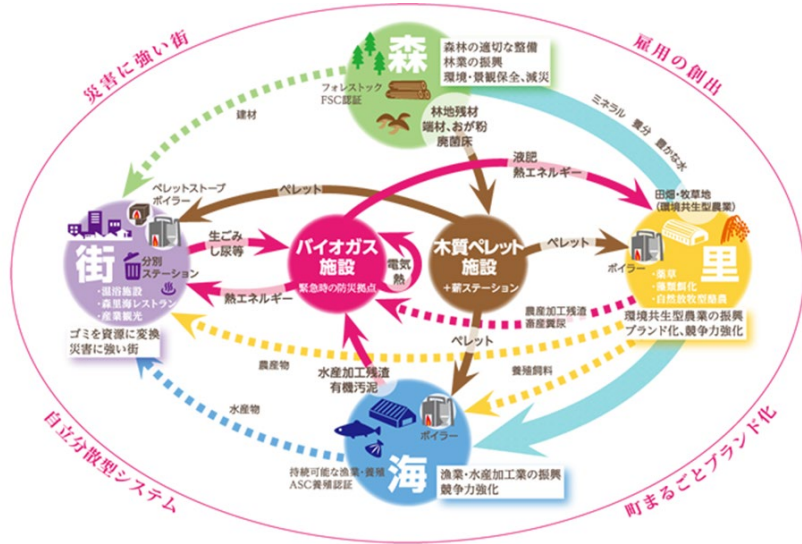 災害に強い街
雇用の創出
森
森林の適切な整備
林業の振興
環境・景観保全、減災
フォレストック
FSC認証
林地残材
端材、おが粉
廃菌床
建材
ミネラル 養分 豊かな水
液肥
熱エネルギー
ペレットストーブ
ボイラー
ペレット
田畑・牧草地
(環境共生型農業)
街
分別
ステーション
・温浴施設
・森里海レストラン
・産業観光
生ごみ
し尿等
熱エネルギー
バイオガス
施設
緊急時の防災拠点
電気
熱
木質ペレット
施設
+薪ステーション
ペレット
ボイラー
里
・薬草
・藻類餌化
・自然放牧型酪農
農産加工残渣
畜産糞尿
環境共生型農業の振興
ブランド化、競争力強化
ゴミを資源に変換
災害に強い街
ペレット
農産物
水産加工残渣
有機汚泥
養殖飼料
水産物
ボイラー
海
持続可能な漁業・養殖
ASC養殖認証
漁業・水産加工業の振興
競争力強化
自立分散型システム
町まるごとブランド化